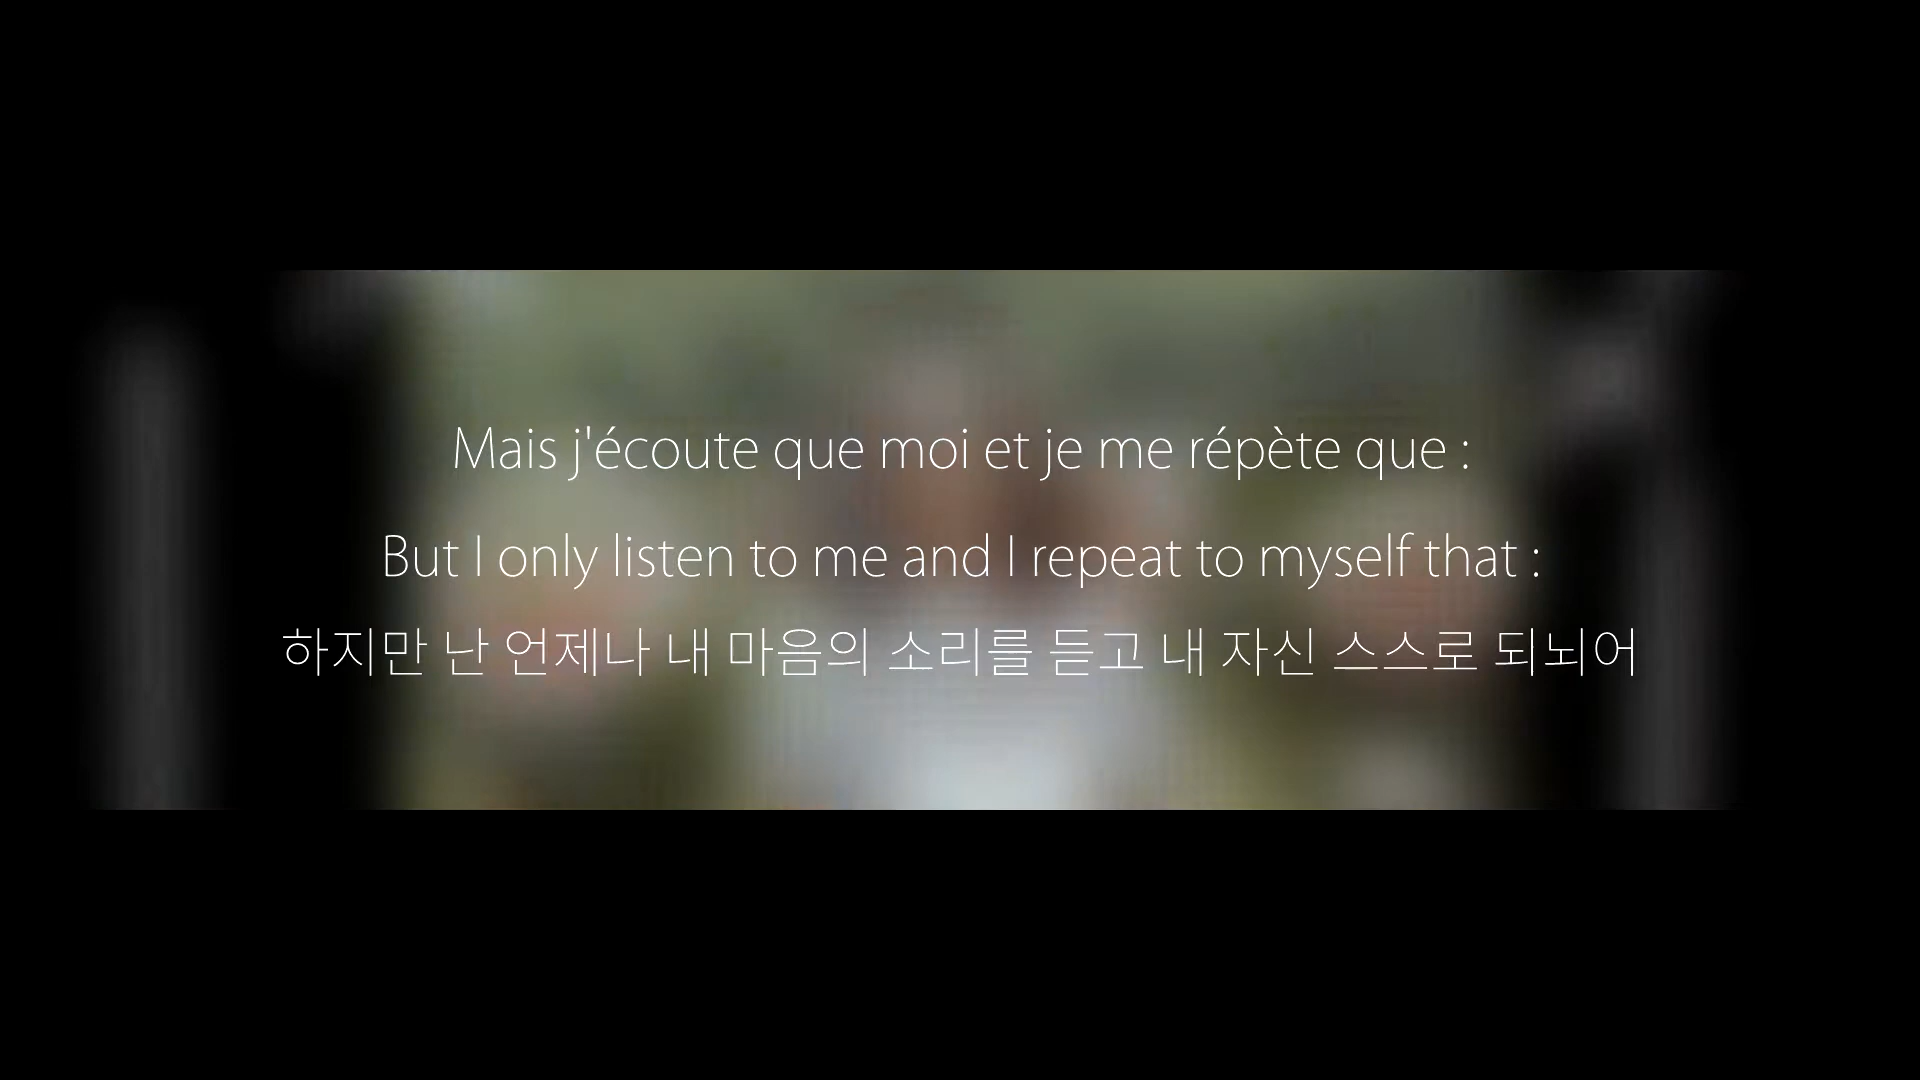 Mais j'écoute que moi et je me répète que :
But I only listen to me and I repeat to myself that :
하지만 난 언제나 내 마음의 소리를 듣고 내 자신 스스로 되뇌어